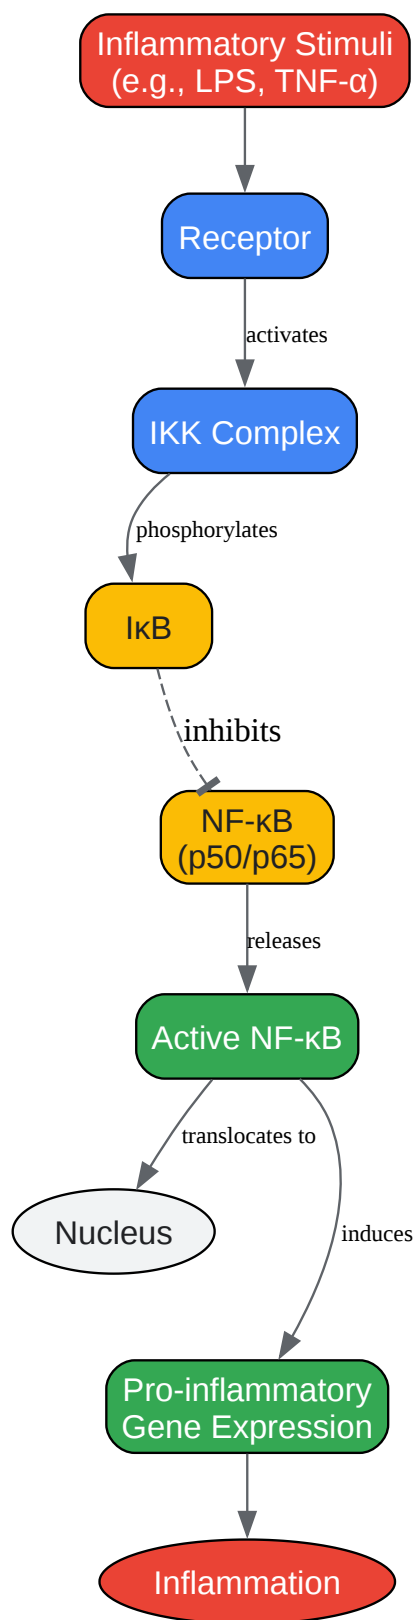 Inflammatory Stimuli
(e.g., LPS, TNF-α)
Receptor
activates
IKK Complex
phosphorylates
IκB
inhibits
NF-κB
(p50/p65)
releases
Active NF-κB
translocates to
Nucleus
induces
Pro-inflammatory
Gene Expression
Inflammation